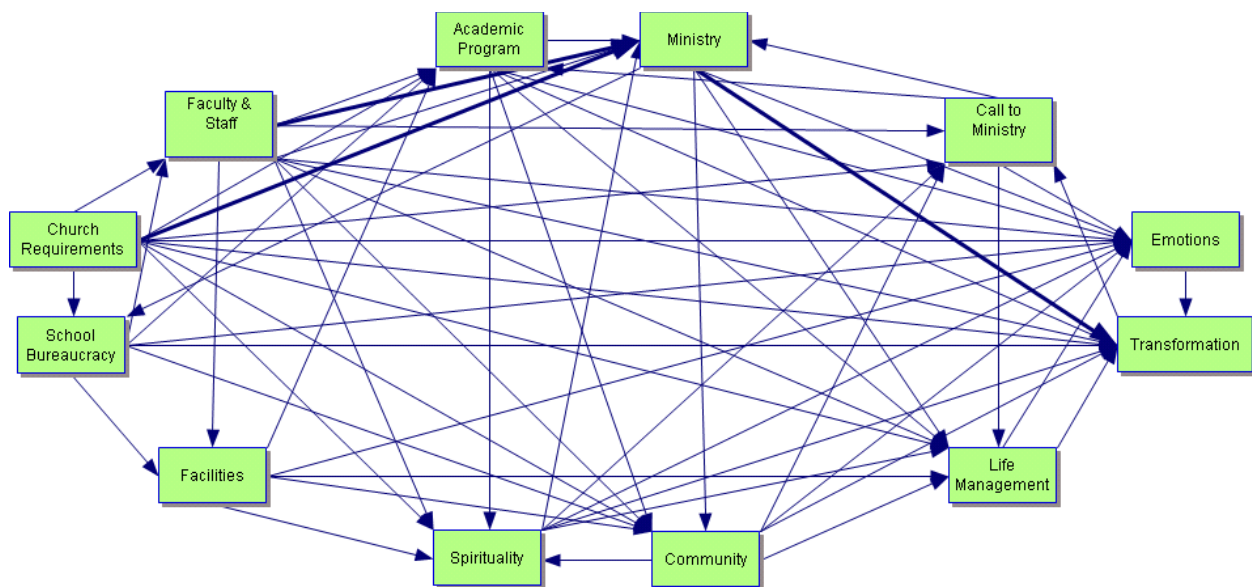 Academic
Program
Ministry
Faculty &
Staff
Call to
Ministry
Church
Requirements
Emotions
School
Bureaucracy
Transformation
Facilities
Life
Management
Spirituality
Community